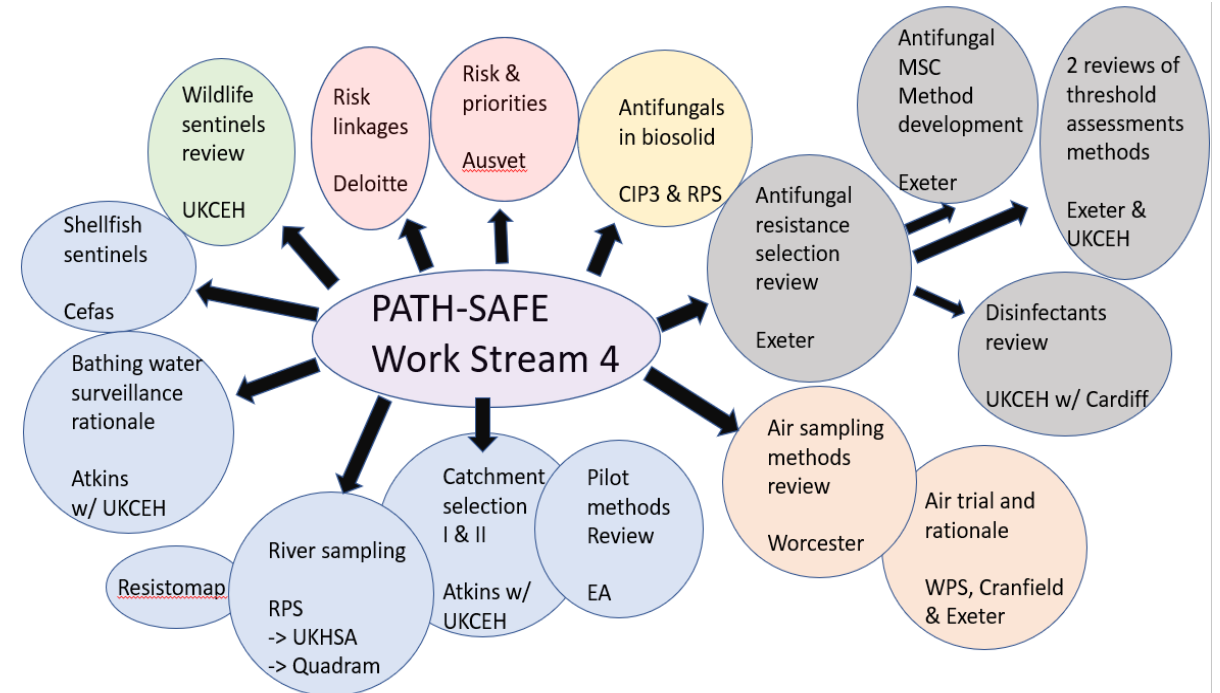 Wildlife
sentinels
review
UKCEH
Risk
linkages
Deloitte
Risk &
priorities
Ausvet
Antifungals
in biosolid
CIP3 & RPS
Antifungal
MSC
Method
development
Exeter
2 reviews of
threshold
assessments
methods
Exeter &
UKCEH
Antifungal
resistance
selection
review
Exeter
Shellfish
sentinels
Cefas
PATH-SAFE
Work Stream 4
Disinfectants
review
UKCEH w/ Cardiff
Bathing water
surveillance
rationale
Atkins
w/ UKCEH
Air sampling
methods
review
Worcester
Air trial and
rationale
WPS, Cranfield
& Exeter
Catchment
selection
I & II
Atkins w/
UKCEH
Pilot
methods
Review
EA
River sampling
RPS
-> UKHSA
-> Quadram
Resistomap